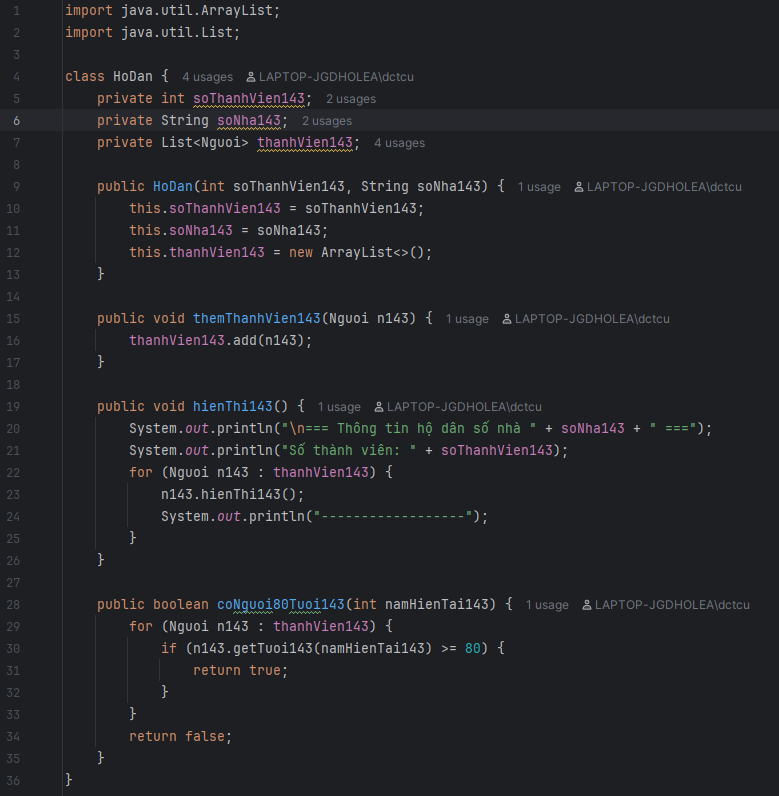 1 import java.util.ArrayList;
2 import java.util.List;
3
4 class HoDan { 4 usages LAPTOP-JGDHOLEA\dctcu
5     private int soThanhVien143; 2 usages
6     private String soNha143; 2 usages
7     private List<Nguoi> thanhVien143; 4 usages
8
9     public HoDan(int soThanhVien143, String soNha143) { 1 usage LAPTOP-JGDHOLEA\dctcu
10         this.soThanhVien143 = soThanhVien143;
11         this.soNha143 = soNha143;
12         this.thanhVien143 = new ArrayList<>();
13     }
14
15     public void themThanhVien143(Nguoi n143) { 1 usage LAPTOP-JGDHOLEA\dctcu
16         thanhVien143.add(n143);
17     }
18
19     public void hienThi143() { 1 usage LAPTOP-JGDHOLEA\dctcu
20         System.out.println("\n=== Thông tin hộ dân số nhà " + soNha143 + " ===");
21         System.out.println("Số thành viên: " + soThanhVien143);
22         for (Nguoi n143 : thanhVien143) {
23             n143.hienThi143();
24             System.out.println("------------------");
25         }
26     }
27
28     public boolean coNguoi80Tuoi143(int namHienTai143) { 1 usage LAPTOP-JGDHOLEA\dctcu
29         for (Nguoi n143 : thanhVien143) {
30             if (n143.getTuoi143(namHienTai143) >= 80) {
31                 return true;
32             }
33         }
34         return false;
35     }
36 }